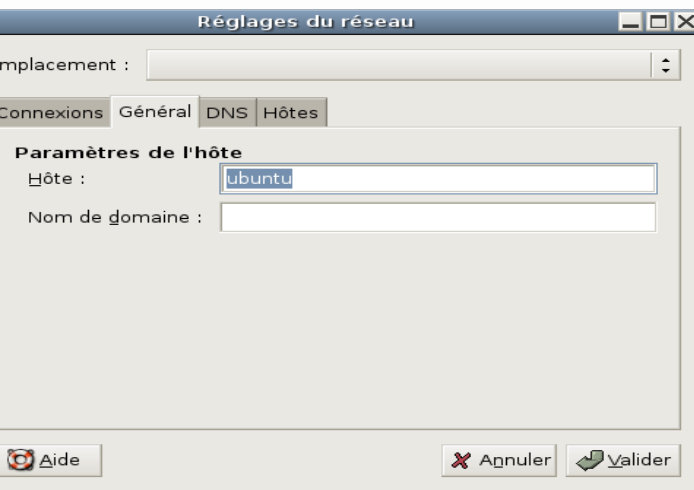 Réglages du réseau
mplacement :
Connexions Général DNS Hôtes
Paramètres de l'hôte
Hôte : ubuntu
Nom de domaine :
Aide Annuler Valider